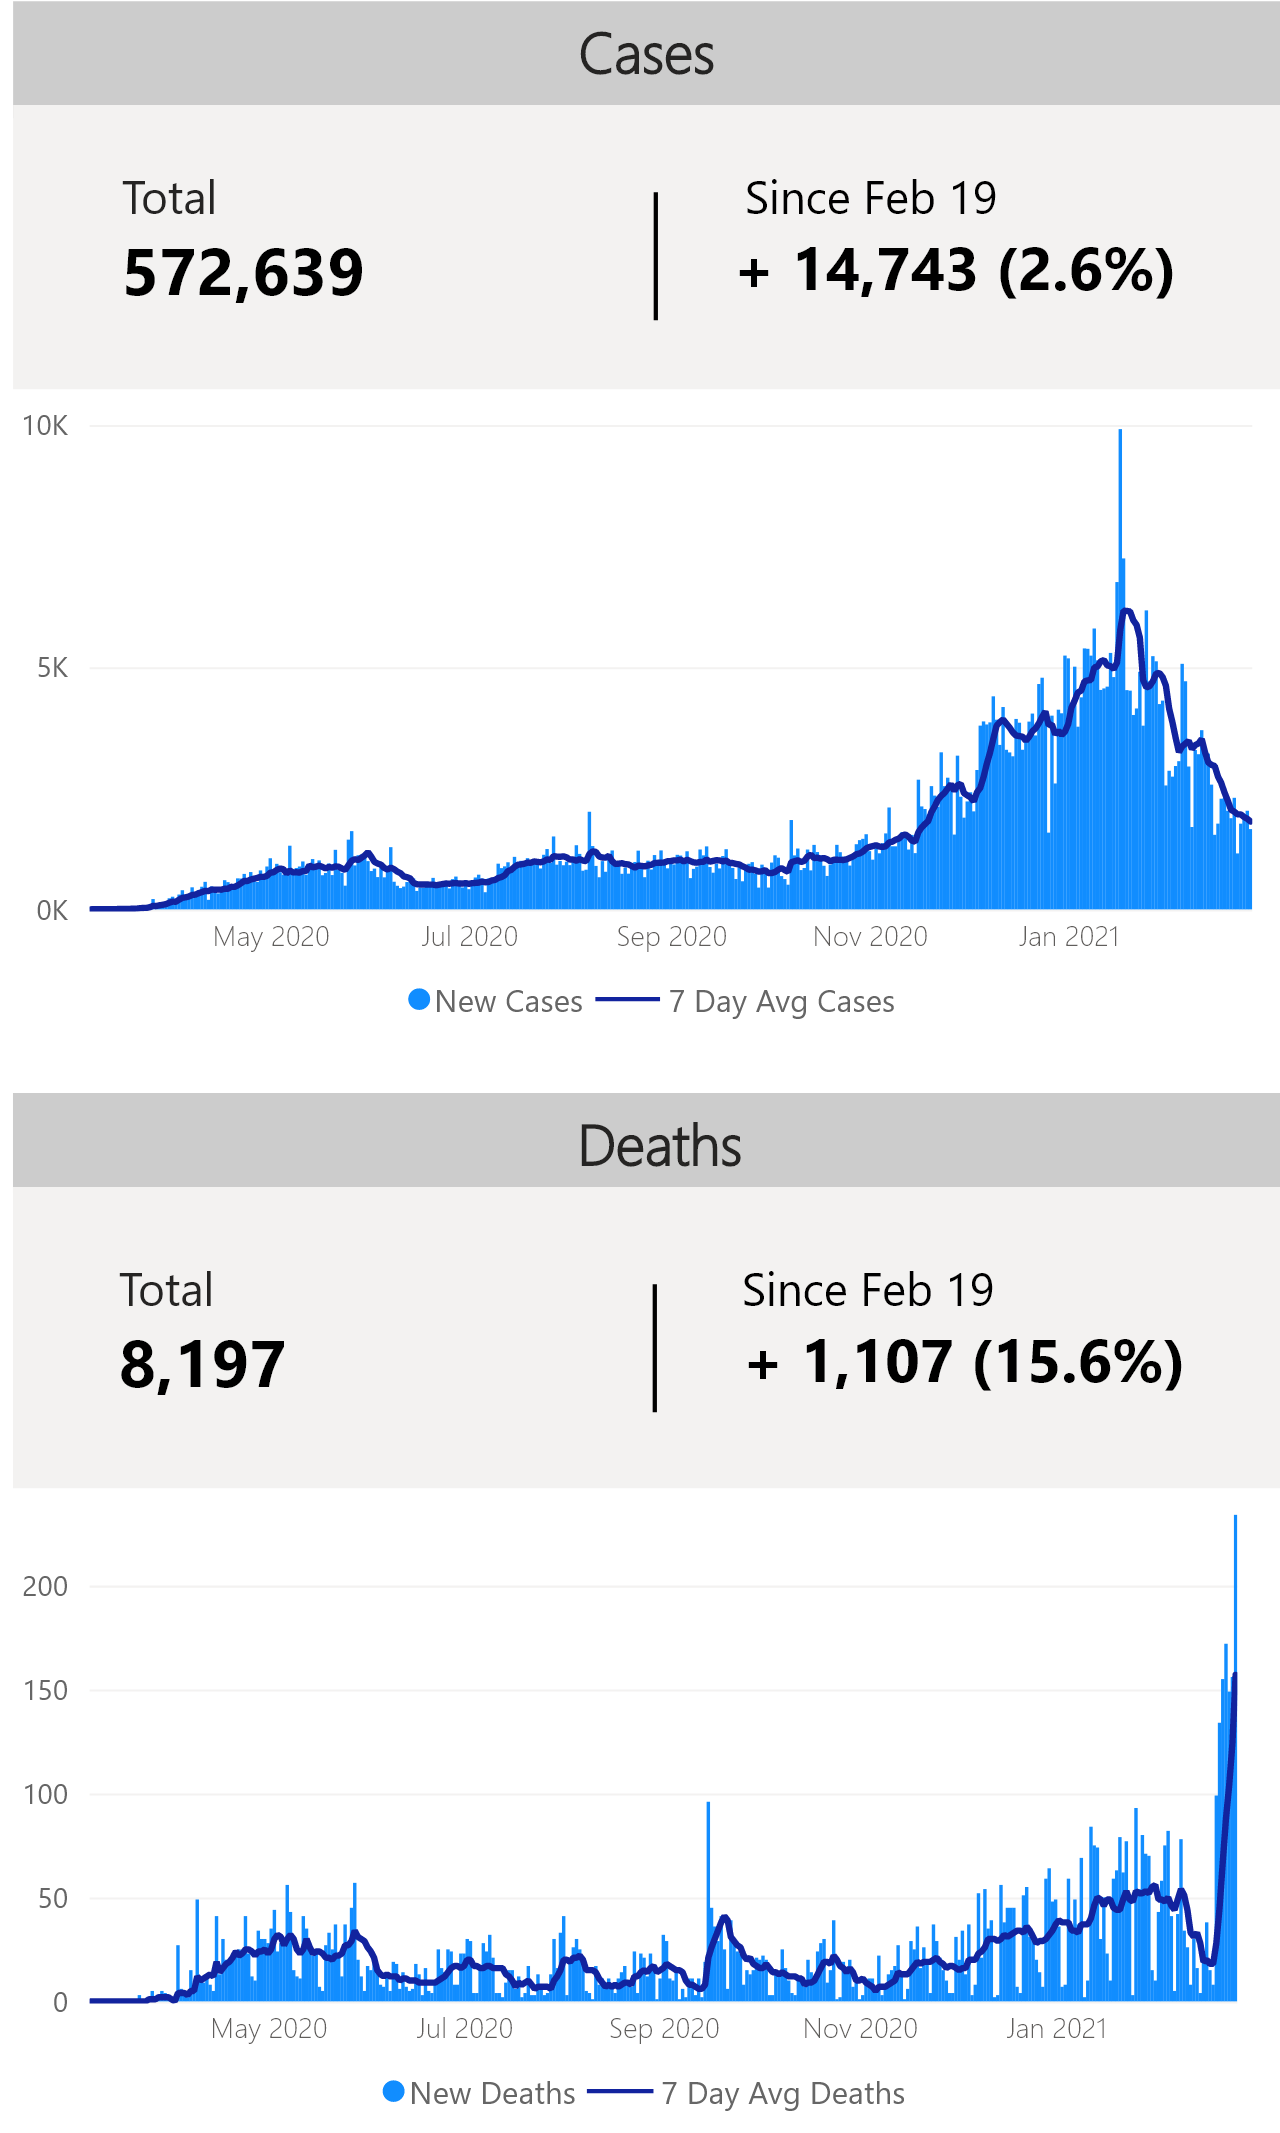 Cases
Total
Since Feb 19
572,639
+ 14,743 (2.6%)
10K
5K
0K
May 2020
Jul 2020
Sep 2020
Nov 2020
Jan 2021
New Cases
7 Day Avg Cases
Deaths
Total
Since Feb 19
8,197
+ 1,107 (15.6%)
200
150
100
50
0
May 2020
Jul 2020
Sep 2020
Nov 2020
Jan 2021
New Deaths
7 Day Avg Deaths